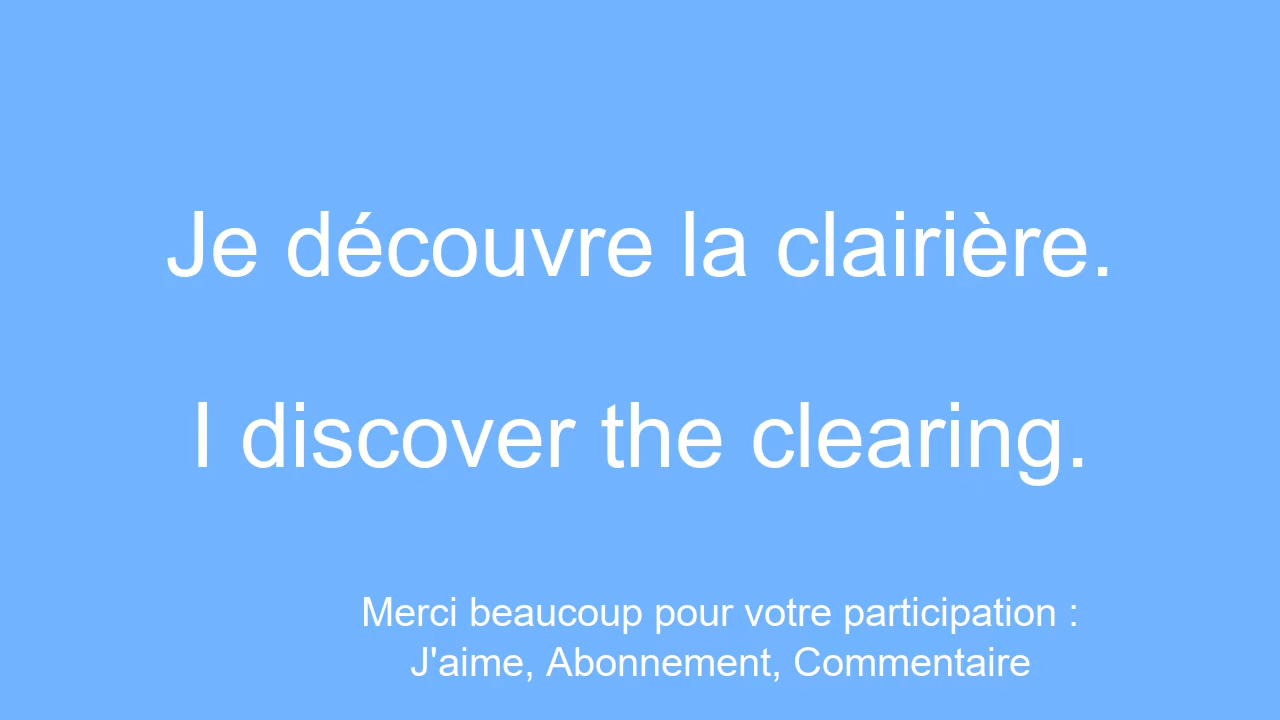 Je découvre la clairière.
I discover the clearing.
Merci beaucoup pour votre participation :
J'aime, Abonnement, Commentaire